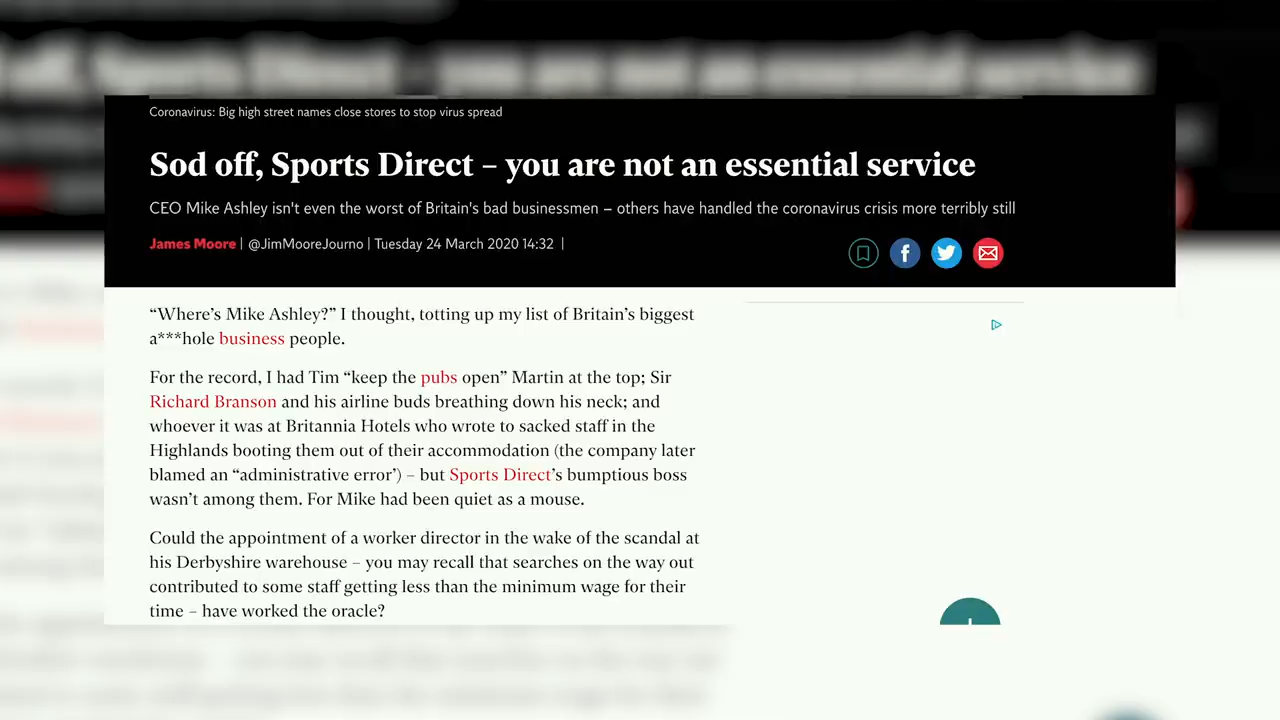 off, Sports Direct – you are not an essential service
Coronavirus: Big high street names close stores to stop virus spread
Sod off, Sports Direct – you are not an essential service
CEO Mike Ashley isn't even the worst of Britain's bad businessmen – others have handled the coronavirus crisis more terribly still
James Moore | @JimMooreJourno | Tuesday 24 March 2020 14:32 |
“Where’s Mike Ashley?” I thought, totting up my list of Britain’s biggest
a***hole business people.
For the record, I had Tim “keep the pubs open” Martin at the top; Sir
Richard Branson and his airline buds breathing down his neck; and
whoever it was at Britannia Hotels who wrote to sacked staff in the
Highlands booting them out of their accommodation (the company later
blamed an “administrative error’) – but Sports Direct’s bumptious boss
wasn’t among them. For Mike had been quiet as a mouse.
Could the appointment of a worker director in the wake of the scandal at
his Derbyshire warehouse – you may recall that searches on the way out
contributed to some staff getting less than the minimum wage for their
time – have worked the oracle?